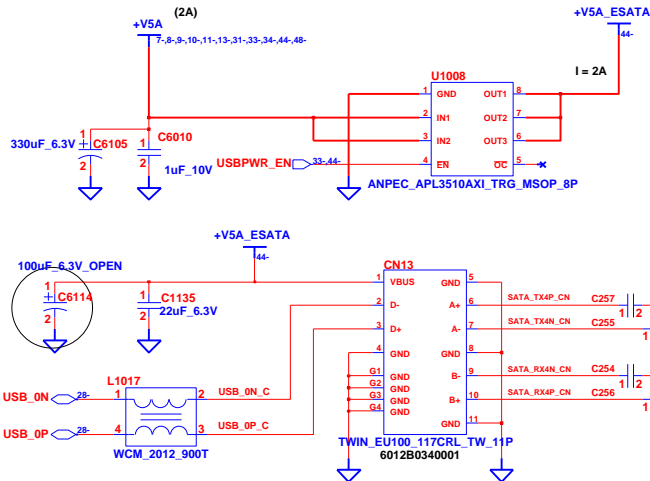 (2A)
+V5A
7-,8-,9-,10-,11-,13-,31-,33-,34-,44-,48-
+V5A_ESATA
44-
I = 2A
U1008
1 GND OUT1 8
2 IN1 OUT2 7
3 IN2 OUT3 6
4 EN OC 5
ANPEC_APL3510AXI_TRG_MSOP_8P
USBPWR_EN 33-,44-
1 C6105
330uF_6.3V +
2
1 C6010
2 1uF_10V
+V5A_ESATA
44-
100uF_6.3V_OPEN
1
+ C6114
2
1 C1135
22uF_6.3V
2
CN13
1 VBUS GND 5
2 D- A+ 6
3 D+ A- 7
4 GND GND 8
G1 GND B- 9
G2 GND
G3 GND B+ 10
G4 GND
GND 11
TWIN_EU100_117CRL_TW_11P
6012B0340001
SATA_TX4P_CN C257
1 2
SATA_TX4N_CN C255
1
SATA_RX4N_CN C254
1 2
SATA_RX4P_CN C256
1
L1017
USB_0N 28- 1 2 USB_0N_C
USB_0P 28- 4 3 USB_0P_C
WCM_2012_900T